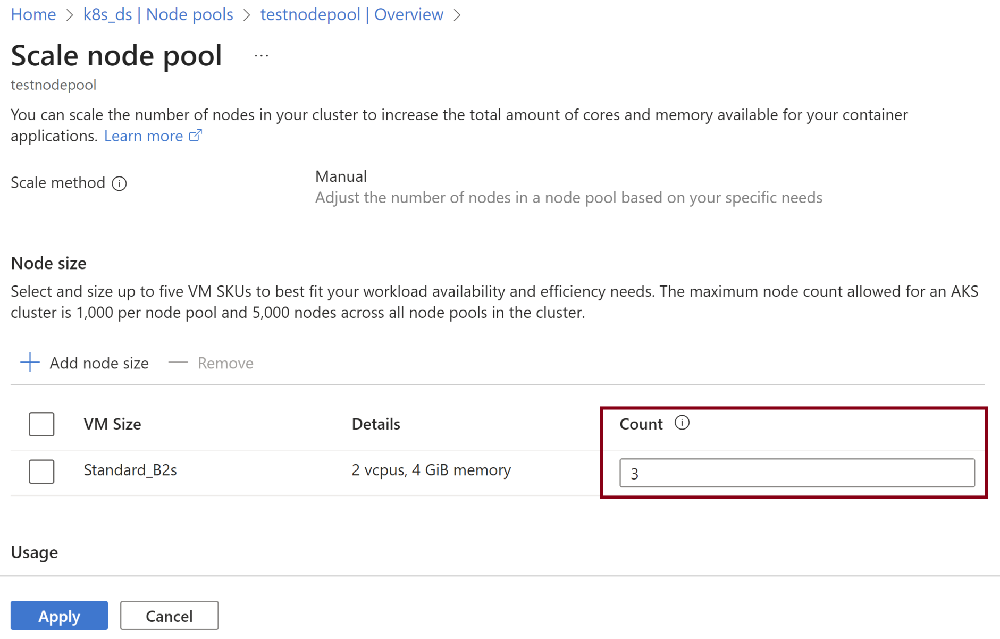 Home > k8s_ds | Node pools > testnodepool | Overview >
Scale node pool ...
testnodepool
You can scale the number of nodes in your cluster to increase the total amount of cores and memory available for your container
applications. Learn more
Scale method
Manual
Adjust the number of nodes in a node pool based on your specific needs
Node size
Select and size up to five VM SKUs to best fit your workload availability and efficiency needs. The maximum node count allowed for an AKS
cluster is 1,000 per node pool and 5,000 nodes across all node pools in the cluster.
Add node size Remove
VM Size Details Count
Standard_B2s 2 vcpus, 4 GiB memory 3
Usage
Apply Cancel